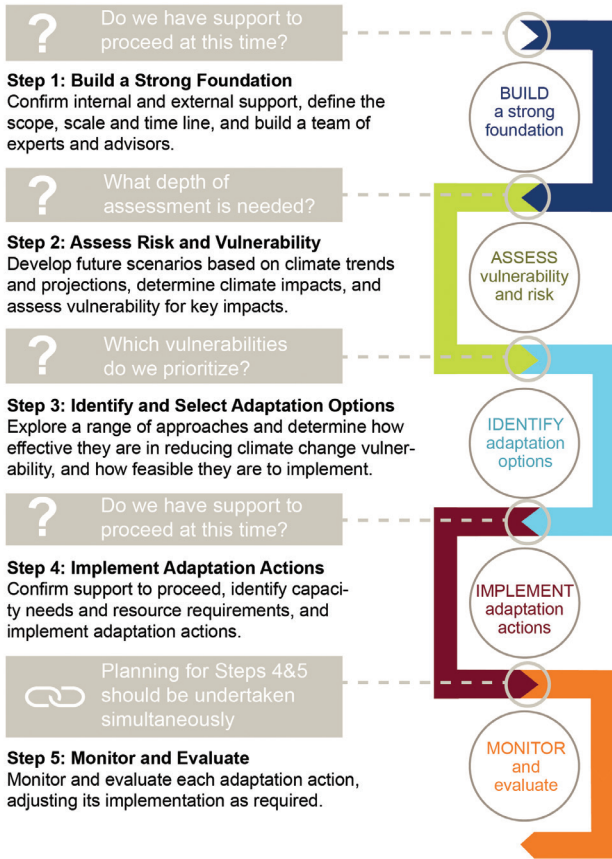 Do we have support to
proceed at this time?
Step 1: Build a Strong Foundation
Confirm internal and external support, define the
scope, scale and time line, and build a team of
experts and advisors.
BUILD
a strong
foundation
What depth of
assessment is needed?
Step 2: Assess Risk and Vulnerability
Develop future scenarios based on climate trends
and projections, determine climate impacts, and
assess vulnerability for key impacts.
ASSESS
vulnerability
and risk
Which vulnerabilities
do we prioritize?
Step 3: Identify and Select Adaptation Options
Explore a range of approaches and determine how
effective they are in reducing climate change vulner-
ability, and how feasible they are to implement.
IDENTIFY
adaptation
options
Do we have support to
proceed at this time?
Step 4: Implement Adaptation Actions
Confirm support to proceed, identify capaci-
ty needs and resource requirements, and
implement adaptation actions.
IMPLEMENT
adaptation
actions
Planning for Steps 4&5
should be undertaken
simultaneously
Step 5: Monitor and Evaluate
Monitor and evaluate each adaptation action,
adjusting its implementation as required.
MONITOR
and
evaluate